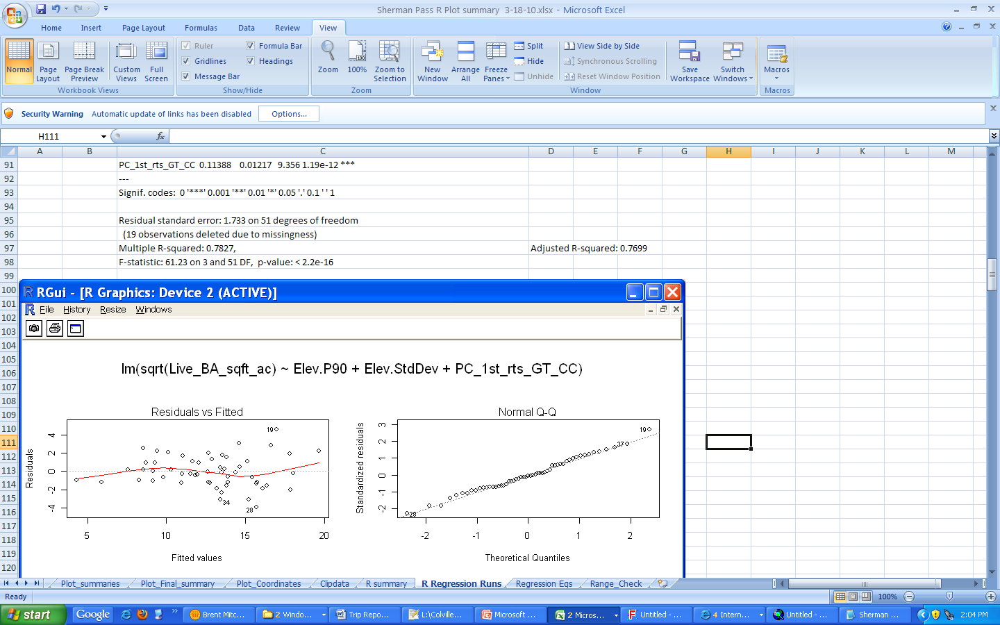 Sherman Pass R Plot summary 3-18-10.xlsx - Microsoft Excel
Home Insert Page Layout Formulas Data Review View
Normal Page Layout Page Break Preview Custom Views Full Screen
Workbook Views
Ruler Formula Bar
Gridlines Headings
Message Bar
Show/Hide
Zoom 100% Zoom to Selection
Zoom
New Window Arrange All Freeze Panes
Split View Side by Side
Hide Synchronous Scrolling
Unhide Reset Window Position
Save Workspace Switch Windows
Window
Macros
Macros
Security Warning Automatic update of links has been disabled Options...
H111 fx
A B C D E F G H I J K L M
91 PC_1st_rts_GT_CC 0.11388 0.01217 9.356 1.19e-12 ***
92 ---
93 Signif. codes: 0 '***' 0.001 '**' 0.01 '*' 0.05 '.' 0.1 ' ' 1
94
95 Residual standard error: 1.733 on 51 degrees of freedom
96 (19 observations deleted due to missingness)
97 Multiple R-squared: 0.7827, Adjusted R-squared: 0.7699
98 F-statistic: 61.23 on 3 and 51 DF, p-value: < 2.2e-16
99
100
101
102
103
104
105
106
107
108
109
110
111
112
113
114
115
116
117
118
119
120
RGui - [R Graphics: Device 2 (ACTIVE)]
File History Resize Windows
lm(sqrt(Live_BA_sqft_ac) ~ Elev.P90 + Elev.StdDev + PC_1st_rts_GT_CC)
Residuals vs Fitted
Residuals
4
2
0
-2
-4
19
34
28
5 10 15 20
Fitted values
Normal Q-Q
Standardized residuals
3
2
1
0
-1
-2
19
37
28
-2 -1 0 1 2
Theoretical Quantiles
Plot_summaries Plot_Final_summary Plot_Coordinates Clipdata R summary R Regression Runs Regression Eqs Range_Check
Ready 100%
start Google Brent Mitc... 2 Windo... Trip Repo... L:\Colville... Microsoft ... 2 Micros... Untitled - ... 4 Intern... Untitled - ... Sherman ... 2:04 PM